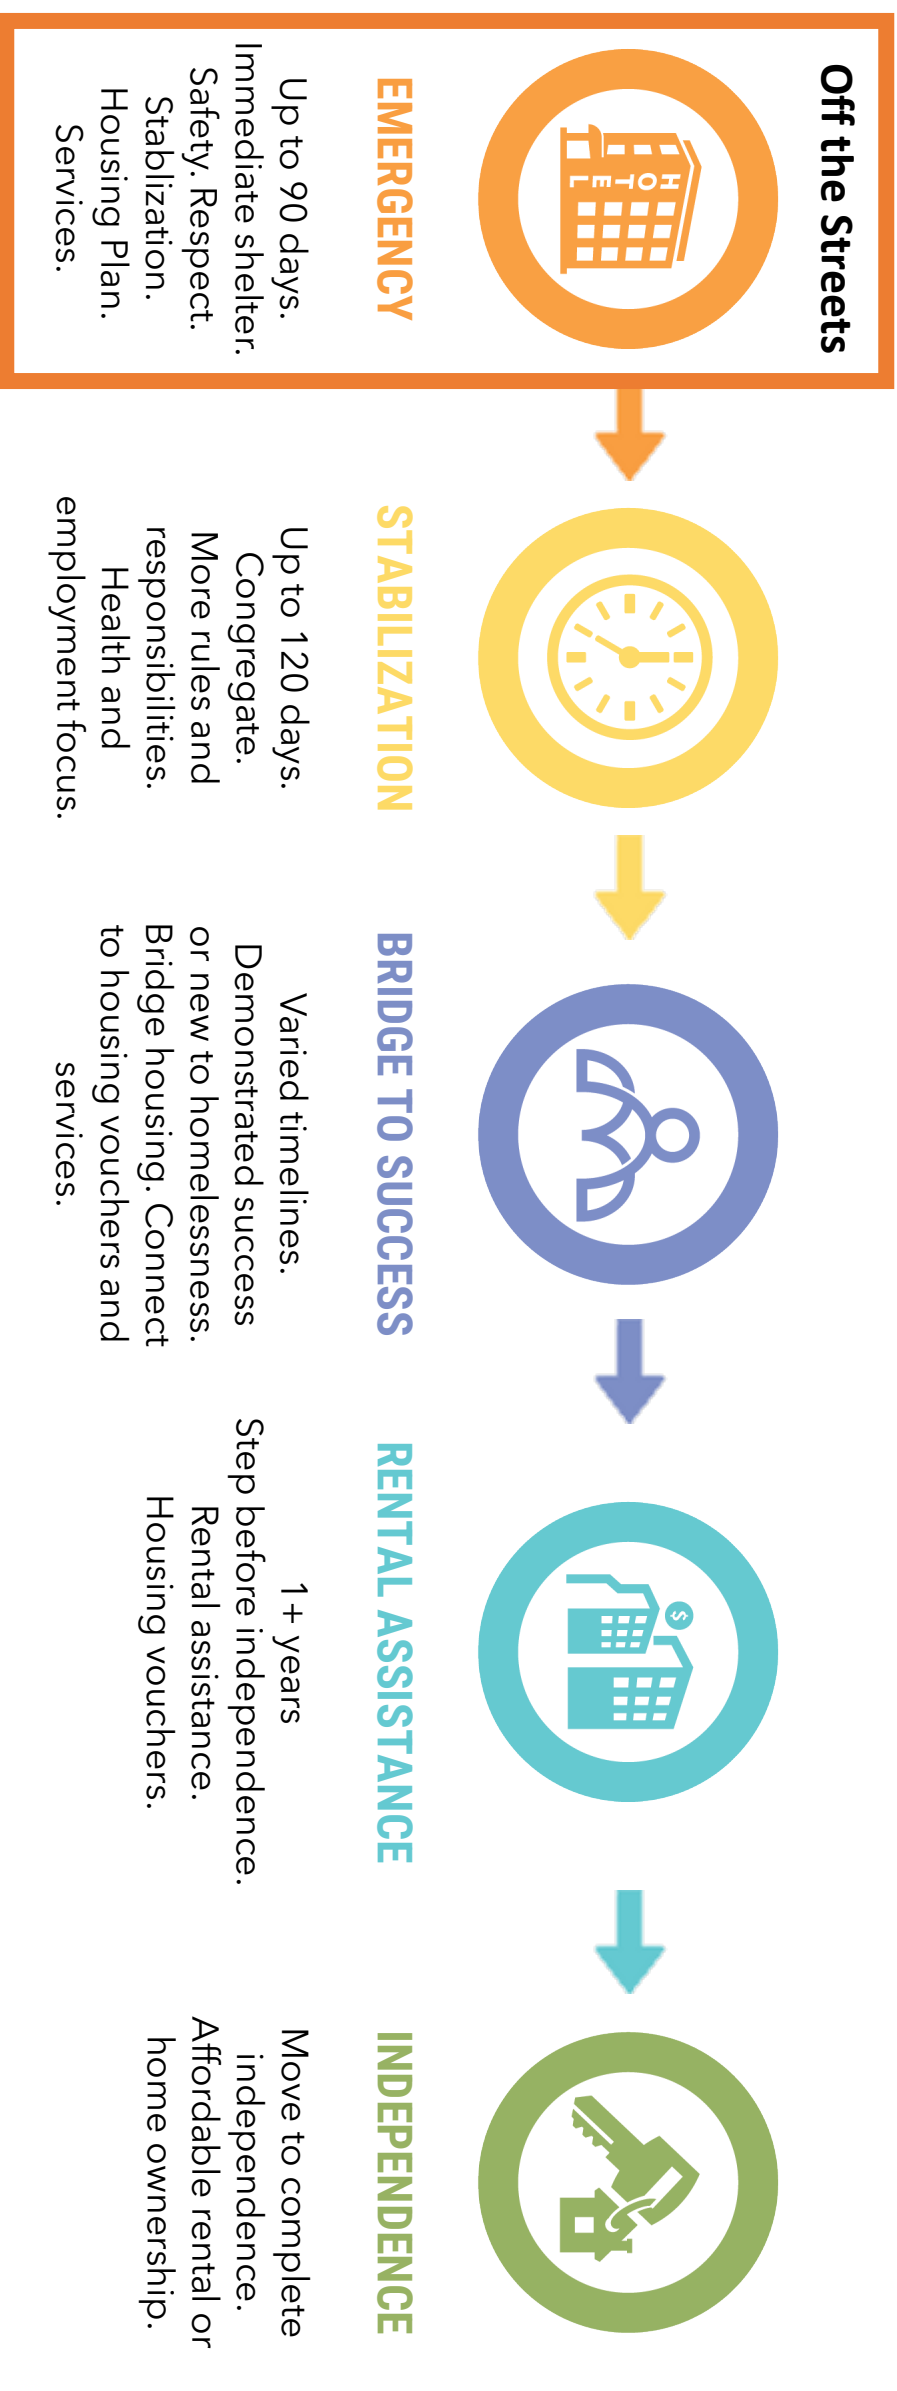 Off the Streets
HOTEL
EMERGENCY
Up to 90 days.
Immediate shelter.
Safety. Respect.
Stablization.
Housing Plan.
Services.
STABILIZATION
Up to 120 days.
Congregate.
More rules and
responsibilities.
Health and
employment focus.
BRIDGE TO SUCCESS
Varied timelines.
Demonstrated success
or new to homelessness.
Bridge housing. Connect
to housing vouchers and
services.
$
RENTAL ASSISTANCE
1+ years
Step before independence.
Rental assistance.
Housing vouchers.
INDEPENDENCE
Move to complete
independence.
Affordable rental or
home ownership.